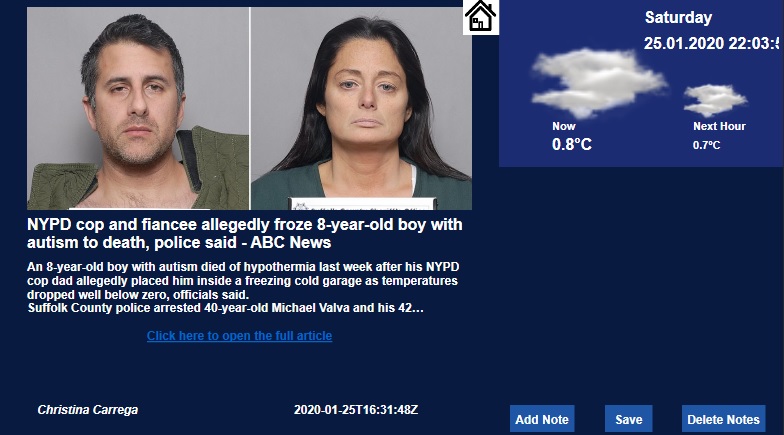 Saturday
25.01.2020 22:03:
Now
Next Hour
0.8°C
0.7°C
NYPD cop and fiancee allegedly froze 8-year-old boy with
autism to death, police said - ABC News
An 8-year-old boy with autism died of hypothermia last week after his NYPD
cop dad allegedly placed him inside a freezing cold garage as temperatures
dropped well below zero, officials said.
Suffolk County police arrested 40-year-old Michael Valva and his 42…
Click here to open the full article
Christina Carrega
2020-01-25T16:31:48Z
Add Note
Save
Delete Notes